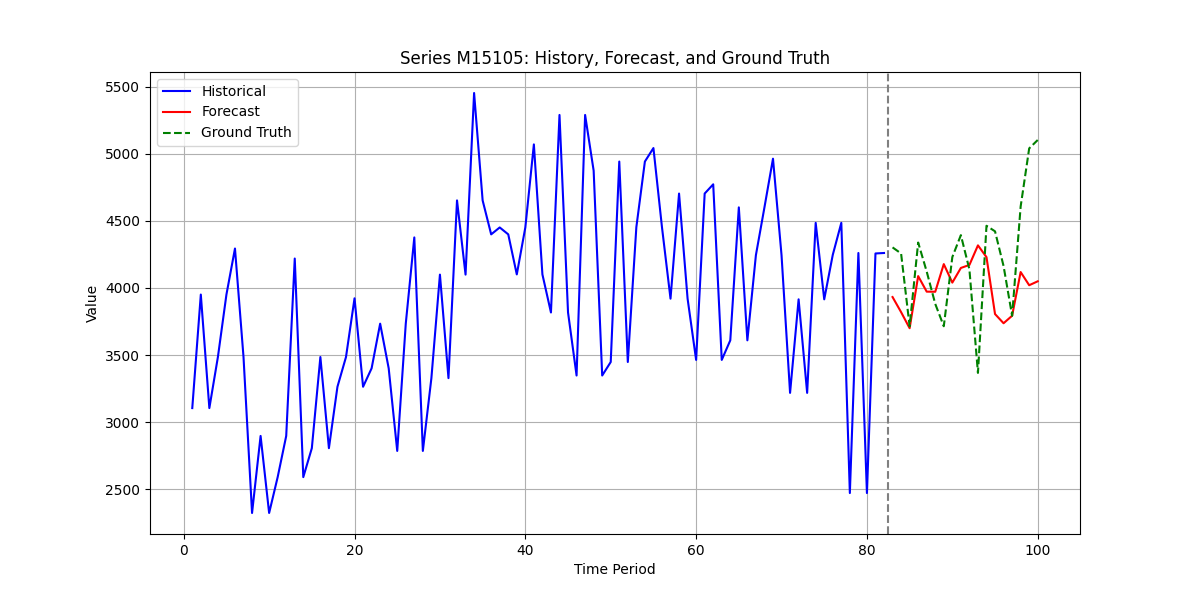 Series M15105: History, Forecast, and Ground Truth
Historical
Forecast
Ground Truth
5500
5000
4500
4000
3500
3000
2500
Value
0 20 40 60 80 100
Time Period